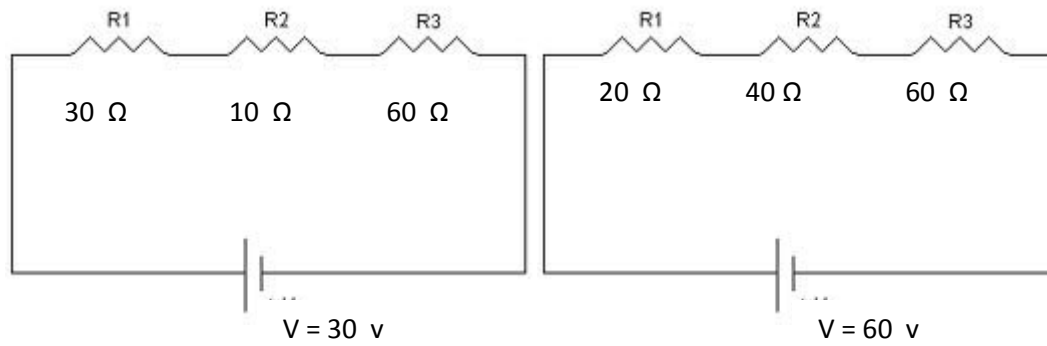 R1 R2 R3 R1 R2 R3
30 Ω 10 Ω 60 Ω 20 Ω 40 Ω 60 Ω
V = 30 v V = 60 v